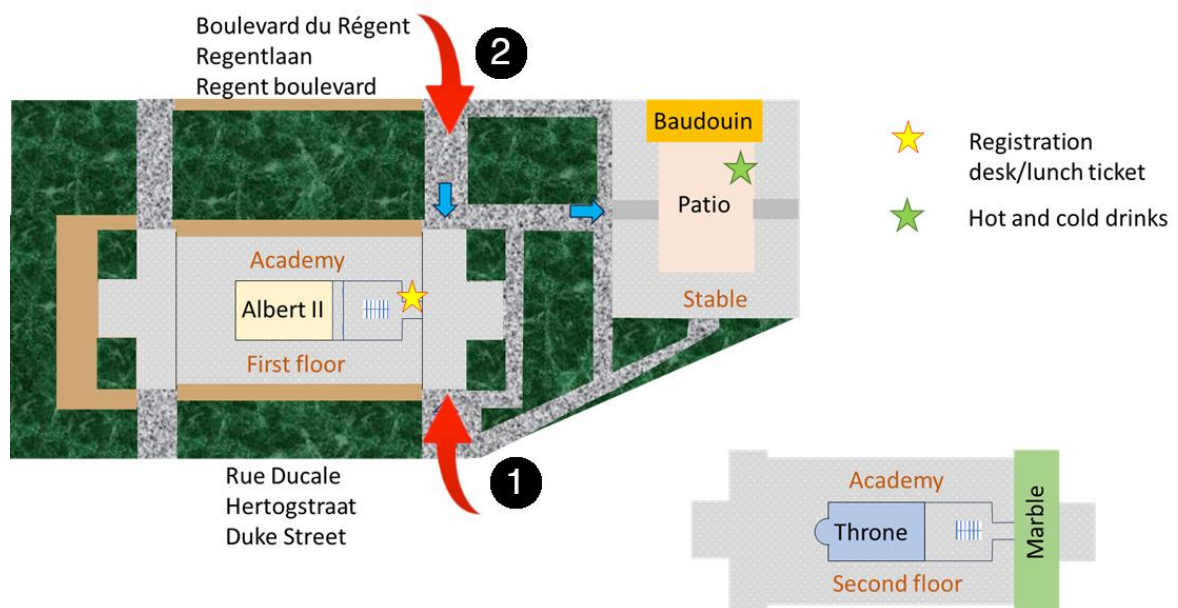 Boulevard du Régent
Regentlaan
Regent boulevard
2
Baudouin
Patio
Stable
Registration
desk/lunch ticket
Hot and cold drinks
Academy
Albert II
First floor
Rue Ducale
Hertogstraat
Duke Street
1
Academy
Throne
Marble
Second floor